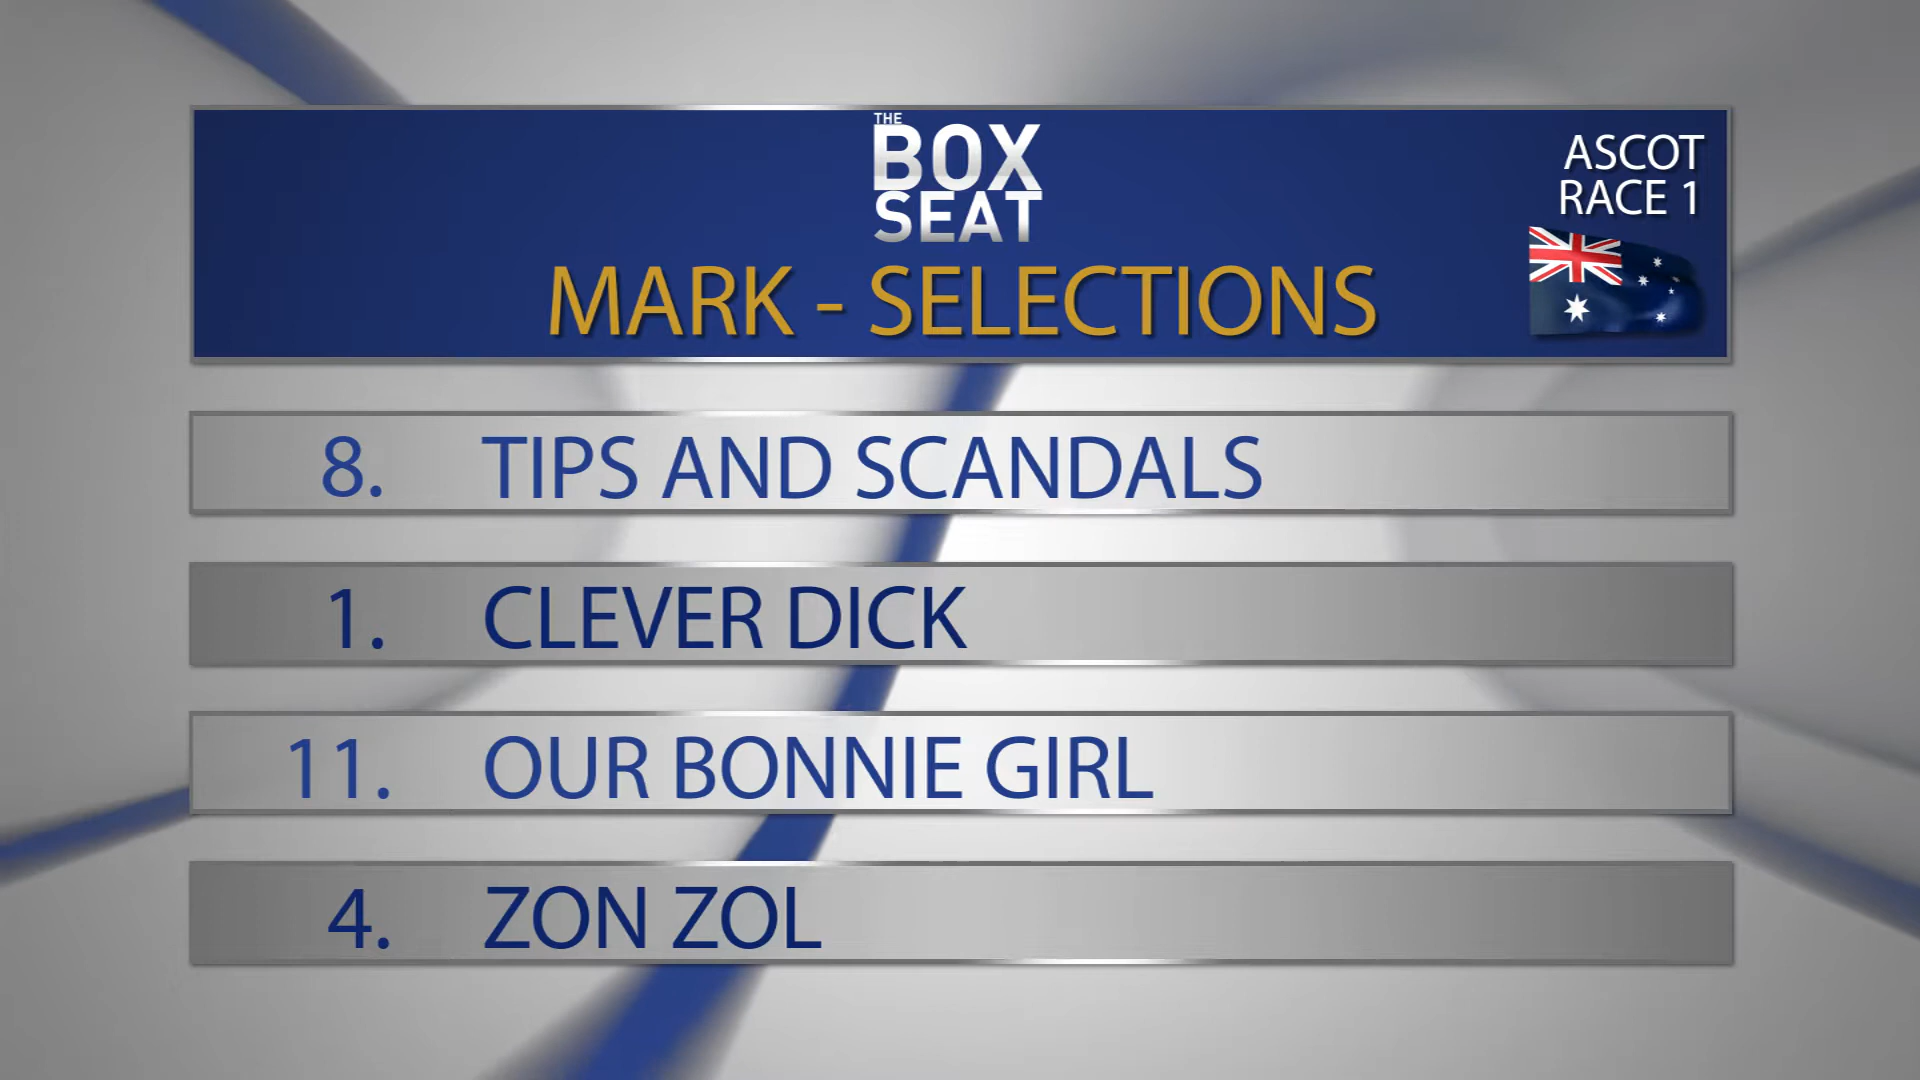 THE
BOX
SEAT
ASCOT
RACE 1
MARK - SELECTIONS
8. TIPS AND SCANDALS
1. CLEVER DICK
11. OUR BONNIE GIRL
4. ZON ZOL